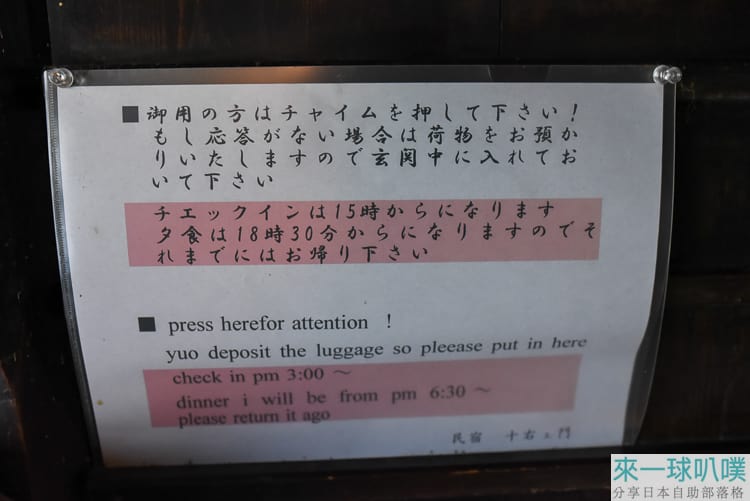 ■御用の方はチャイムを押して下さい！
もし応答がない場合は荷物をお預か
りいたしますので玄関中に入れてお
いて下さい
チェックインは15時からになります
夕食は18時30分からになりますのでそ
れまでにはお帰り下さい
■ press herefor attention ！
yuo deposit the luggage so pleease put in here
check in pm 3:00 ～
dinner i will be from pm 6:30 ～
please return it ago
民宿 十右ェ門
來一球叭噗
分享日本自助部落格